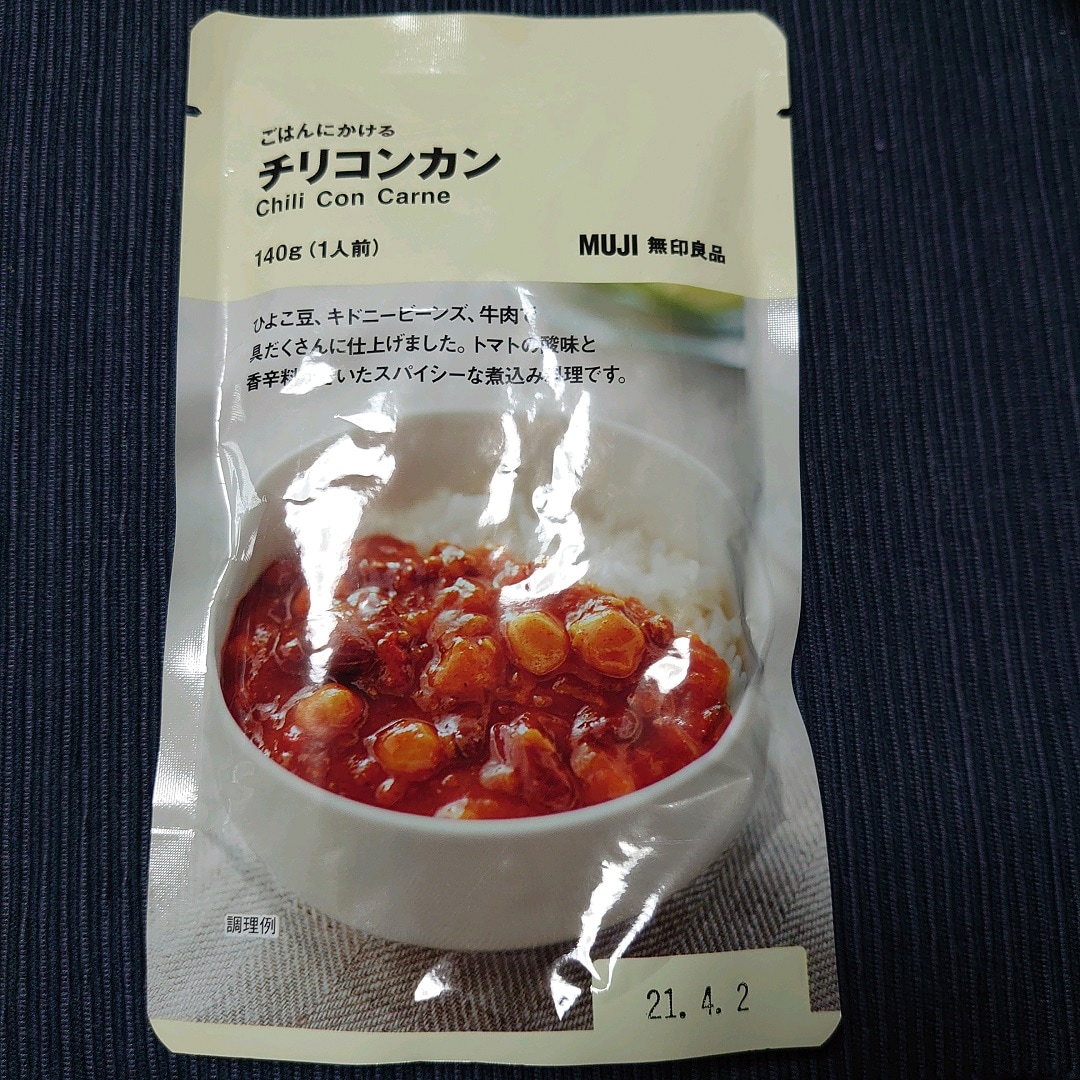 ごはんにかける
チリコンカン
Chili Con Carne
140g(1人前)
MUJI 無印良品
ひよこ豆、キドニービーンズ、牛肉で
具だくさんに仕上げました。トマトの酸味と
香辛料がきいたスパイシーな煮込み料理です。
調理例
21. 4. 2